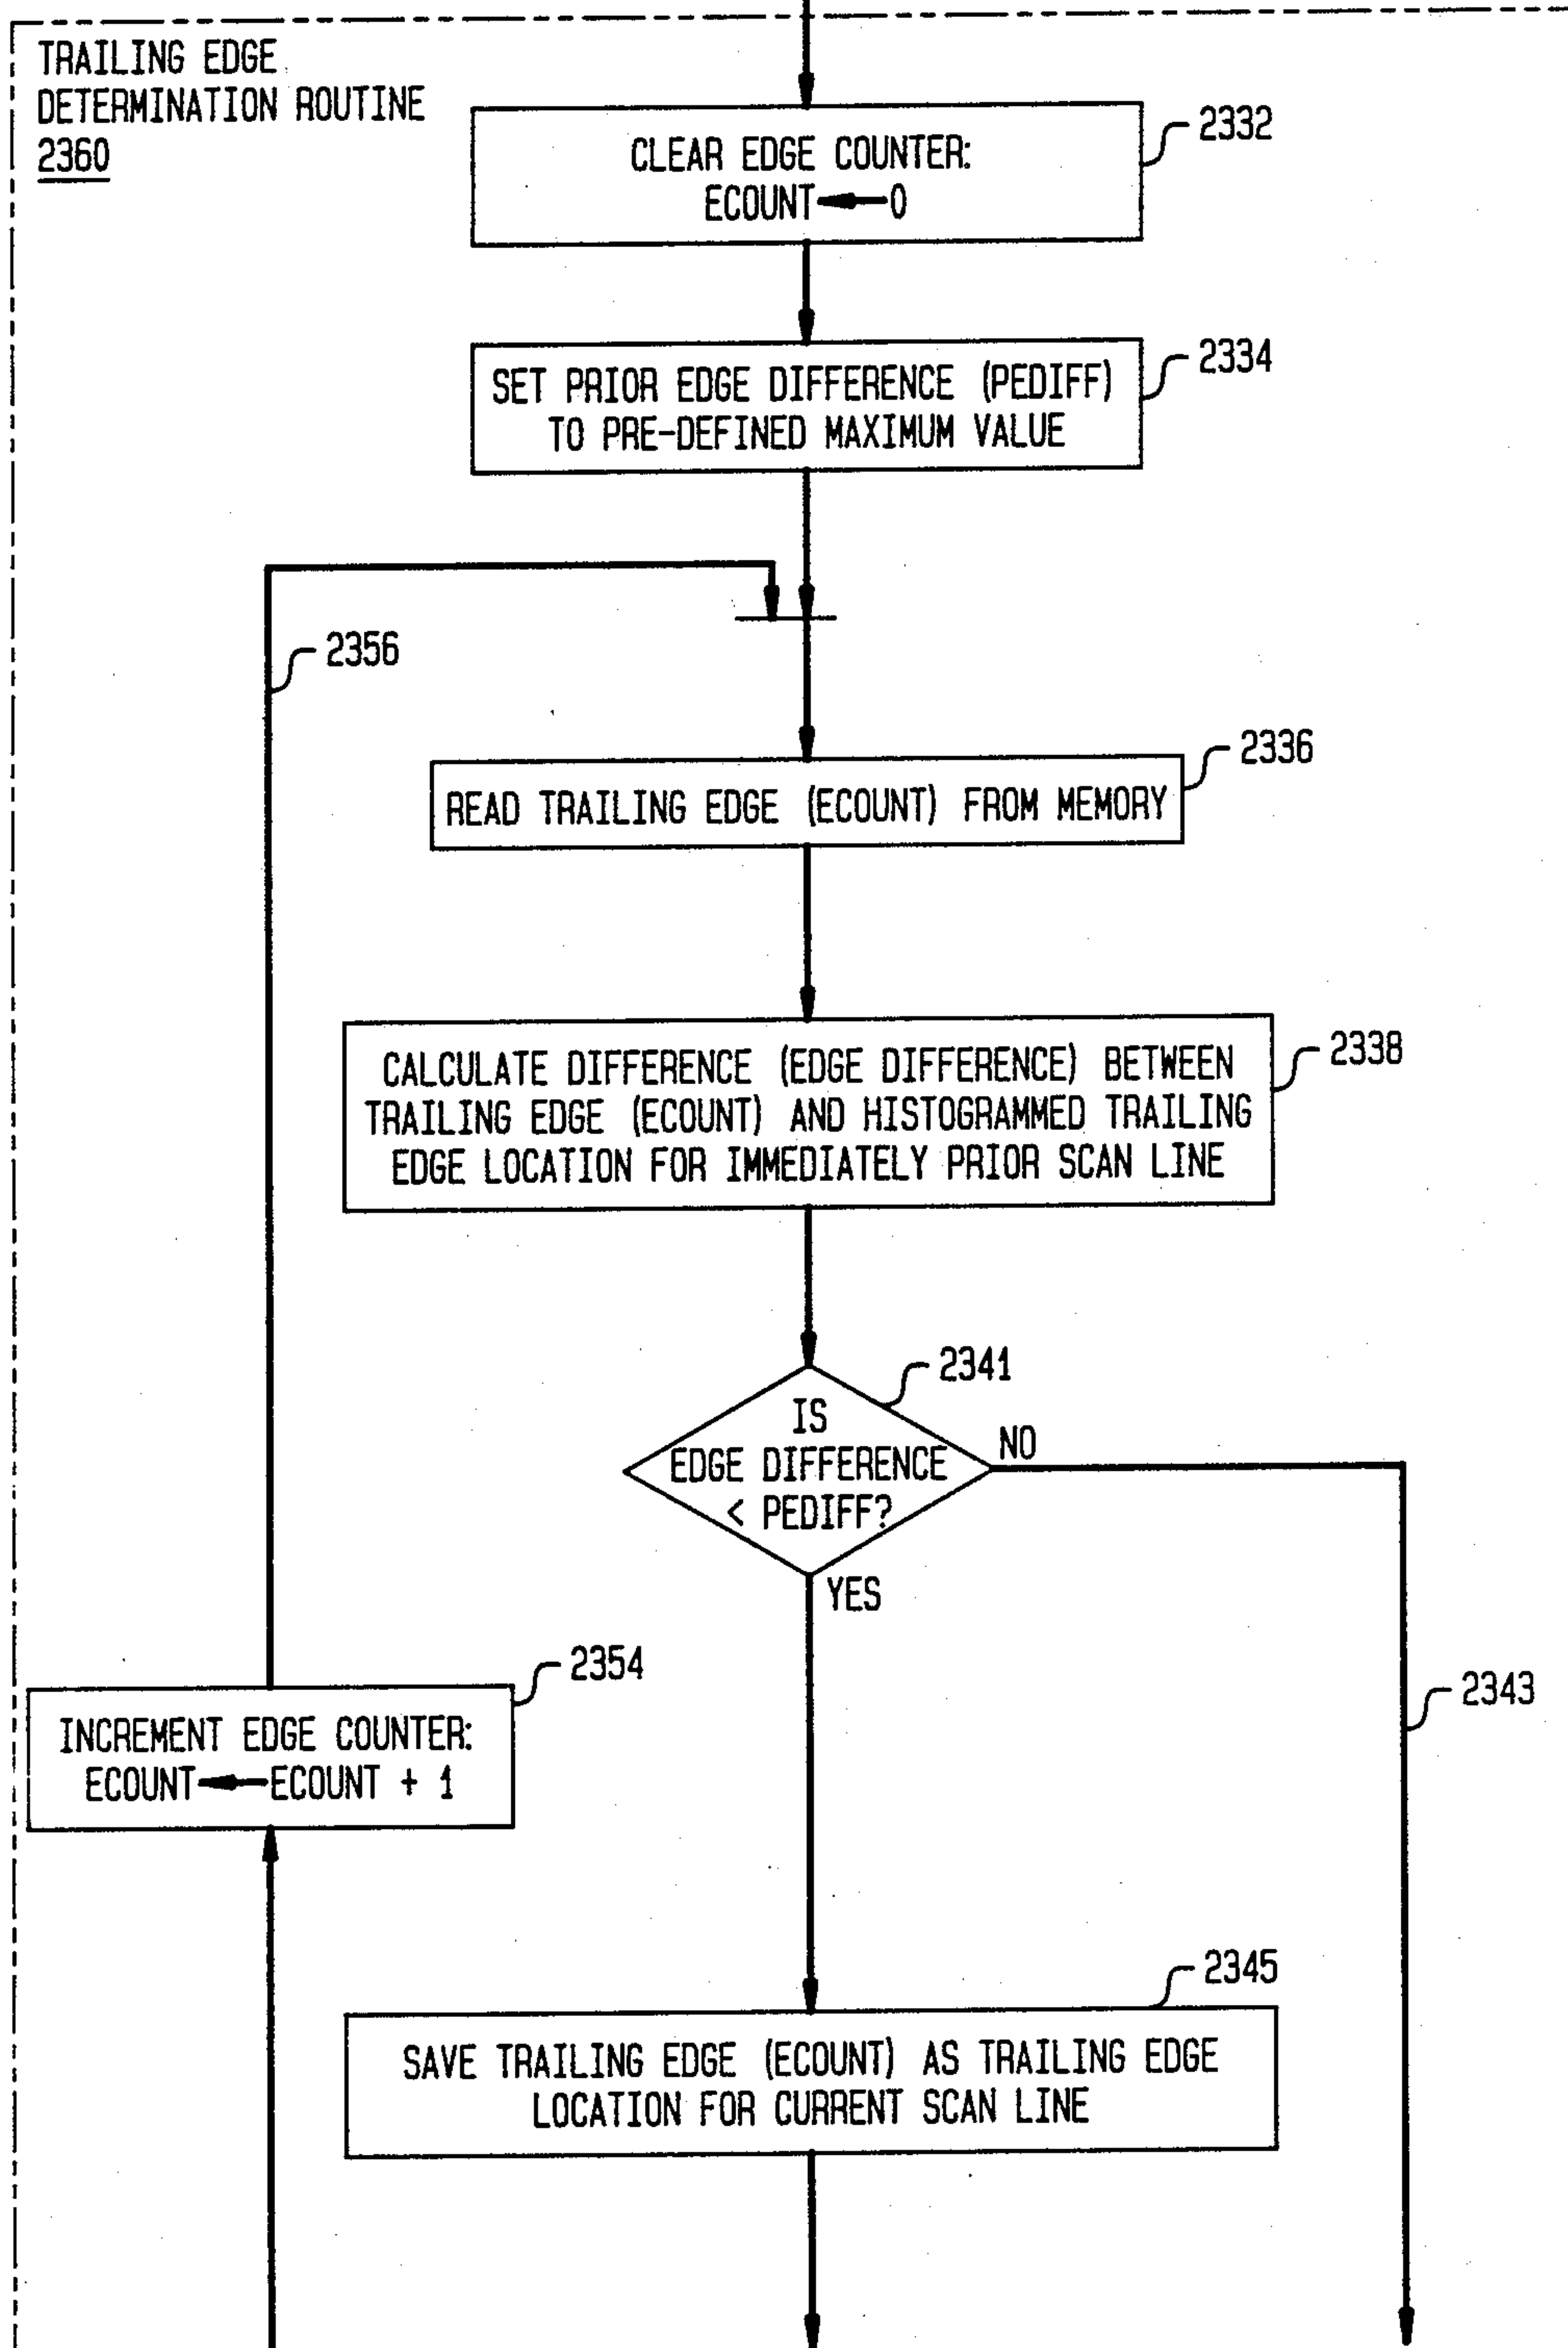 TRAILING EDGE
DETERMINATION ROUTINE
2360
2332
CLEAR EDGE COUNTER:
ECOUNT←0
2334
SET PRIOR EDGE DIFFERENCE (PEDIFF)
TO PRE-DEFINED MAXIMUM VALUE
2356
2336
READ TRAILING EDGE (ECOUNT) FROM MEMORY
2338
CALCULATE DIFFERENCE (EDGE DIFFERENCE) BETWEEN
TRAILING EDGE (ECOUNT) AND HISTOGRAMMED TRAILING
EDGE LOCATION FOR IMMEDIATELY PRIOR SCAN LINE
2341
IS
EDGE DIFFERENCE
< PEDIFF?
NO
YES
2354
INCREMENT EDGE COUNTER:
ECOUNT←ECOUNT + 1
2343
2345
SAVE TRAILING EDGE (ECOUNT) AS TRAILING EDGE
LOCATION FOR CURRENT SCAN LINE